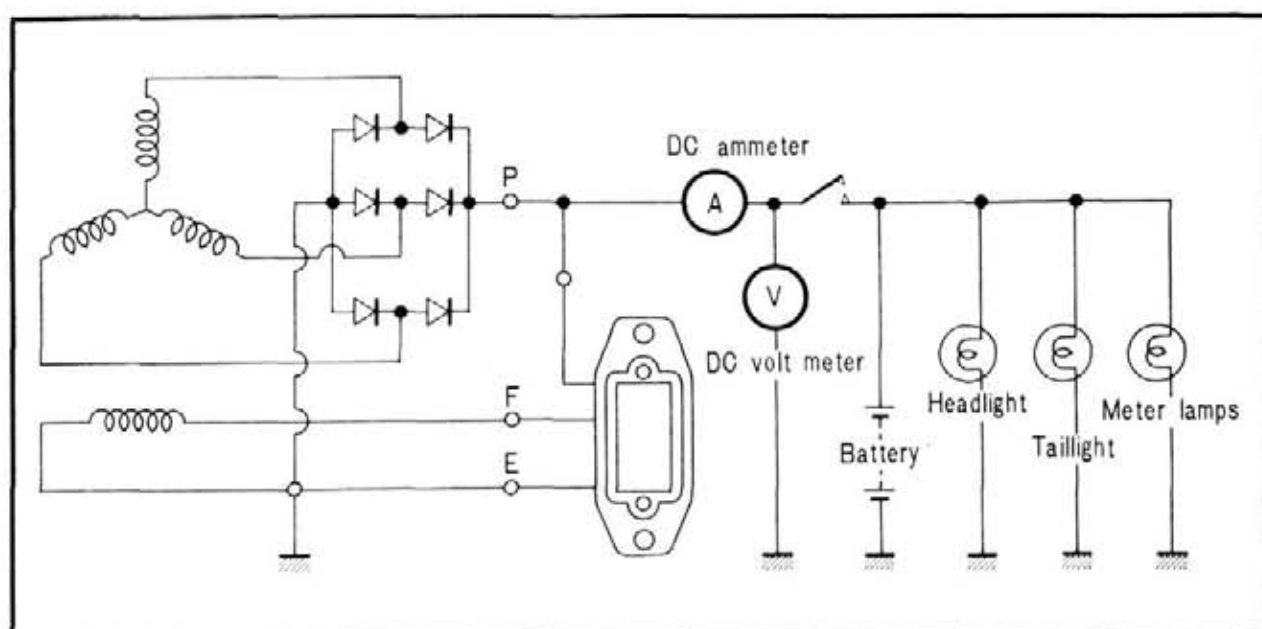 DC ammeter
P
A
V
DC volt meter
F
E
Headlight
Meter lamps
Battery
Taillight